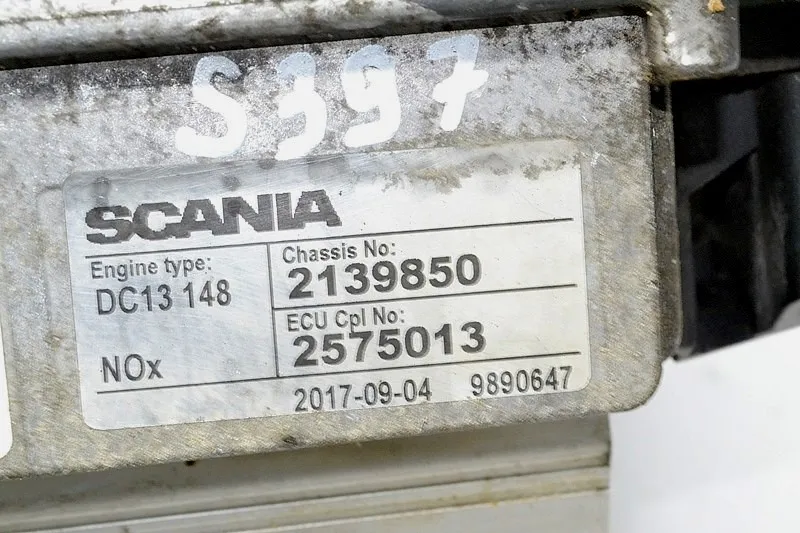 S397
SCANIA
Engine type:
DC13 148
NOx
Chassis No:
2139850
ECU Cpl No:
2575013
2017-09-04 9890647